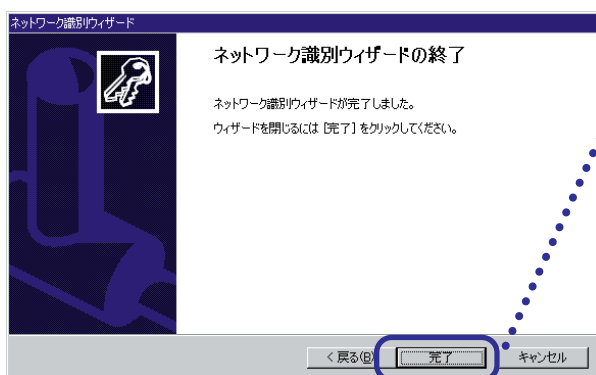 ネットワーク識別ウィザード
ネットワーク識別ウィザードの終了
ネットワーク識別ウィザードが完了しました。
ウィザードを閉じるには [完了] をクリックしてください。
< 戻る(B)
完了
キャンセル